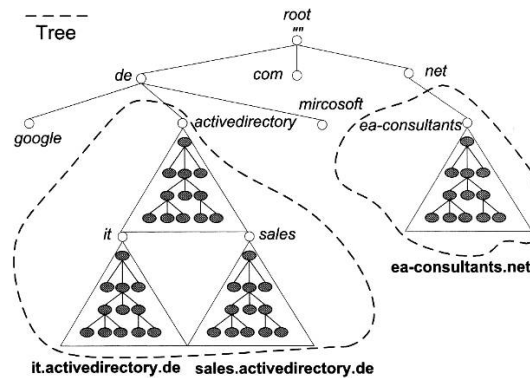 root
""
Tree
de
com
net
google
activedirectory
mircosoft
ea-consultants
it
sales
ea-consultants.net
it.activedirectory.de
sales.activedirectory.de